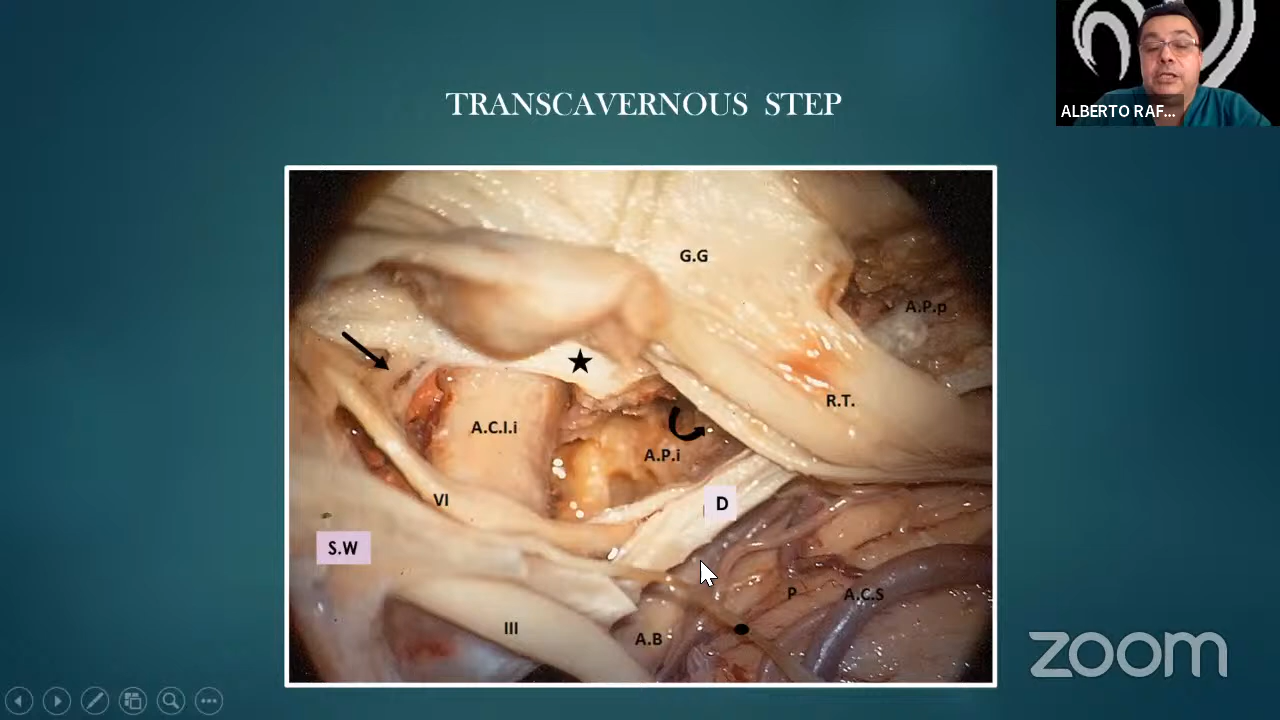 ALBERTO RAF...
TRANSCAVERNOUS STEP
G.G
A.P.p
R.T.
A.C.I.i
A.P.i
VI
D
S.W
P
A.C.S
III
A.B
zoom